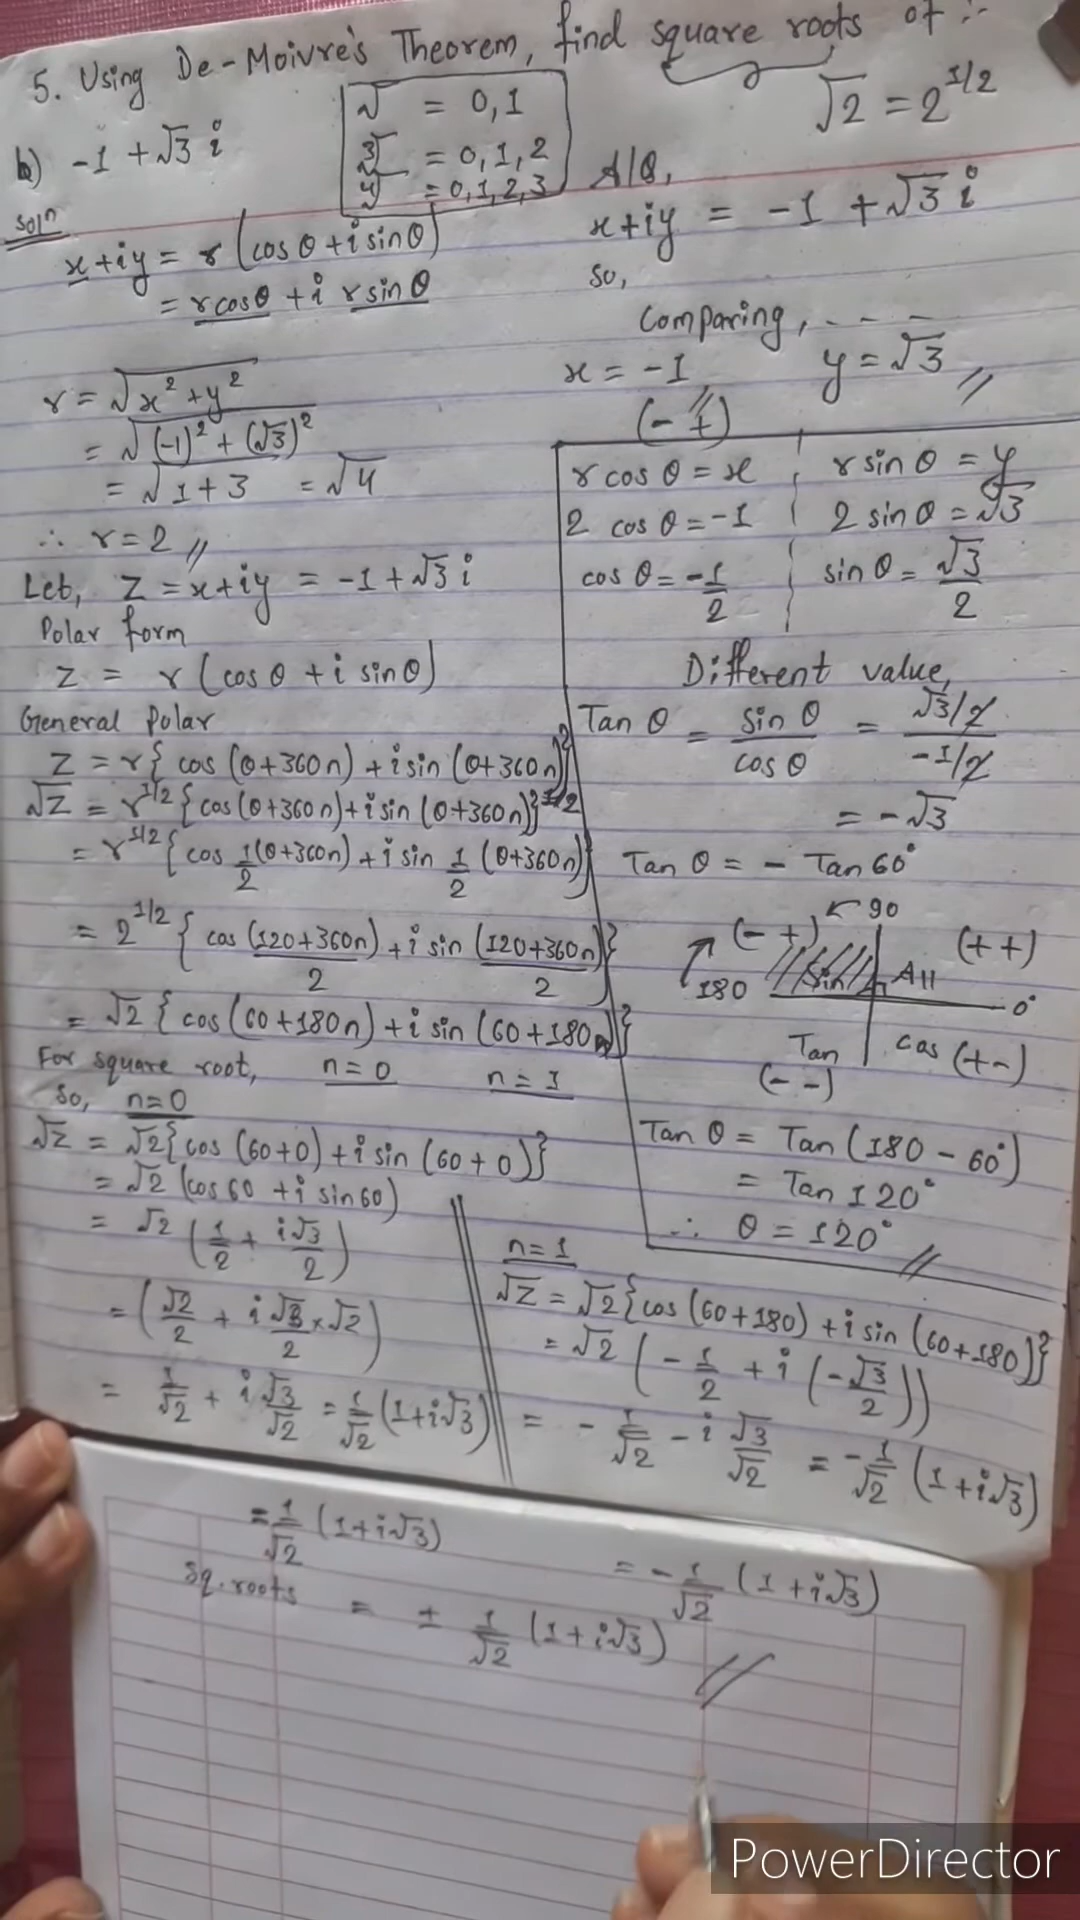 5. Using De-Moivre's Theorem, find square roots of :-
√2 = 2^1/2
b) -1 + √3 i
√ = 0, 1
3√ = 0, 1, 2
4√ = 0, 1, 2, 3
Soln
x+iy = r (cos θ + i sin θ)
= r cos θ + i r sin θ
r = √x² + y²
= √(-1)² + (√3)²
= √1 + 3 = √4
∴ r = 2 //
Let, Z = x+iy = -1 + √3 i
Polar form
Z = r (cos θ + i sin θ)
General Polar
Z = r { cos (θ+360n) + i sin (θ+360n)}
√Z = r^1/2 { cos (θ+360n) + i sin (θ+360n)}^1/2
= r^1/2 { cos 1/2 (θ+360n) + i sin 1/2 (θ+360n)}
= 2^1/2 { cos (120+360n)/2 + i sin (120+360n)/2 }
= √2 { cos (60+180n) + i sin (60+180n)}
For square root, n=0 n=1
So, n=0
√Z = √2{cos (60+0) + i sin (60+0)}
= √2 (cos 60 + i sin 60)
= √2 (1/2 + i√3/2)
= (√2/2 + i√3/2 × √2)
= 1/√2 + i √3/√2 = 1/√2 (1+i√3)
A/Q,
x+iy = -1 + √3 i
So,
Comparing, - - -
x = -1 // y = √3 //
(- +)
r cos θ = x r sin θ = y
2 cos θ = -1 2 sin θ = √3
cos θ = -1/2 sin θ = √3/2
Different value,
Tan θ = sin θ/cos θ = √3/2 / -1/2
= -√3
Tan θ = - Tan 60°
90
(- +) (+ +)
180 Sin All 0°
Tan cos (+ -)
(- -)
Tan θ = Tan (180 - 60°)
= Tan 120°
∴ θ = 120° //
n=1
√Z = √2{cos (60+180) + i sin (60+180)}
= √2 (-1/2 + i (-√3/2))
= -1/√2 - i √3/√2 = -1/√2 (1+i√3)
= 1/√2 (1+i√3) = -1/√2 (1+i√3)
Sq. roots = ± 1/√2 (1+i√3) //
PowerDirector